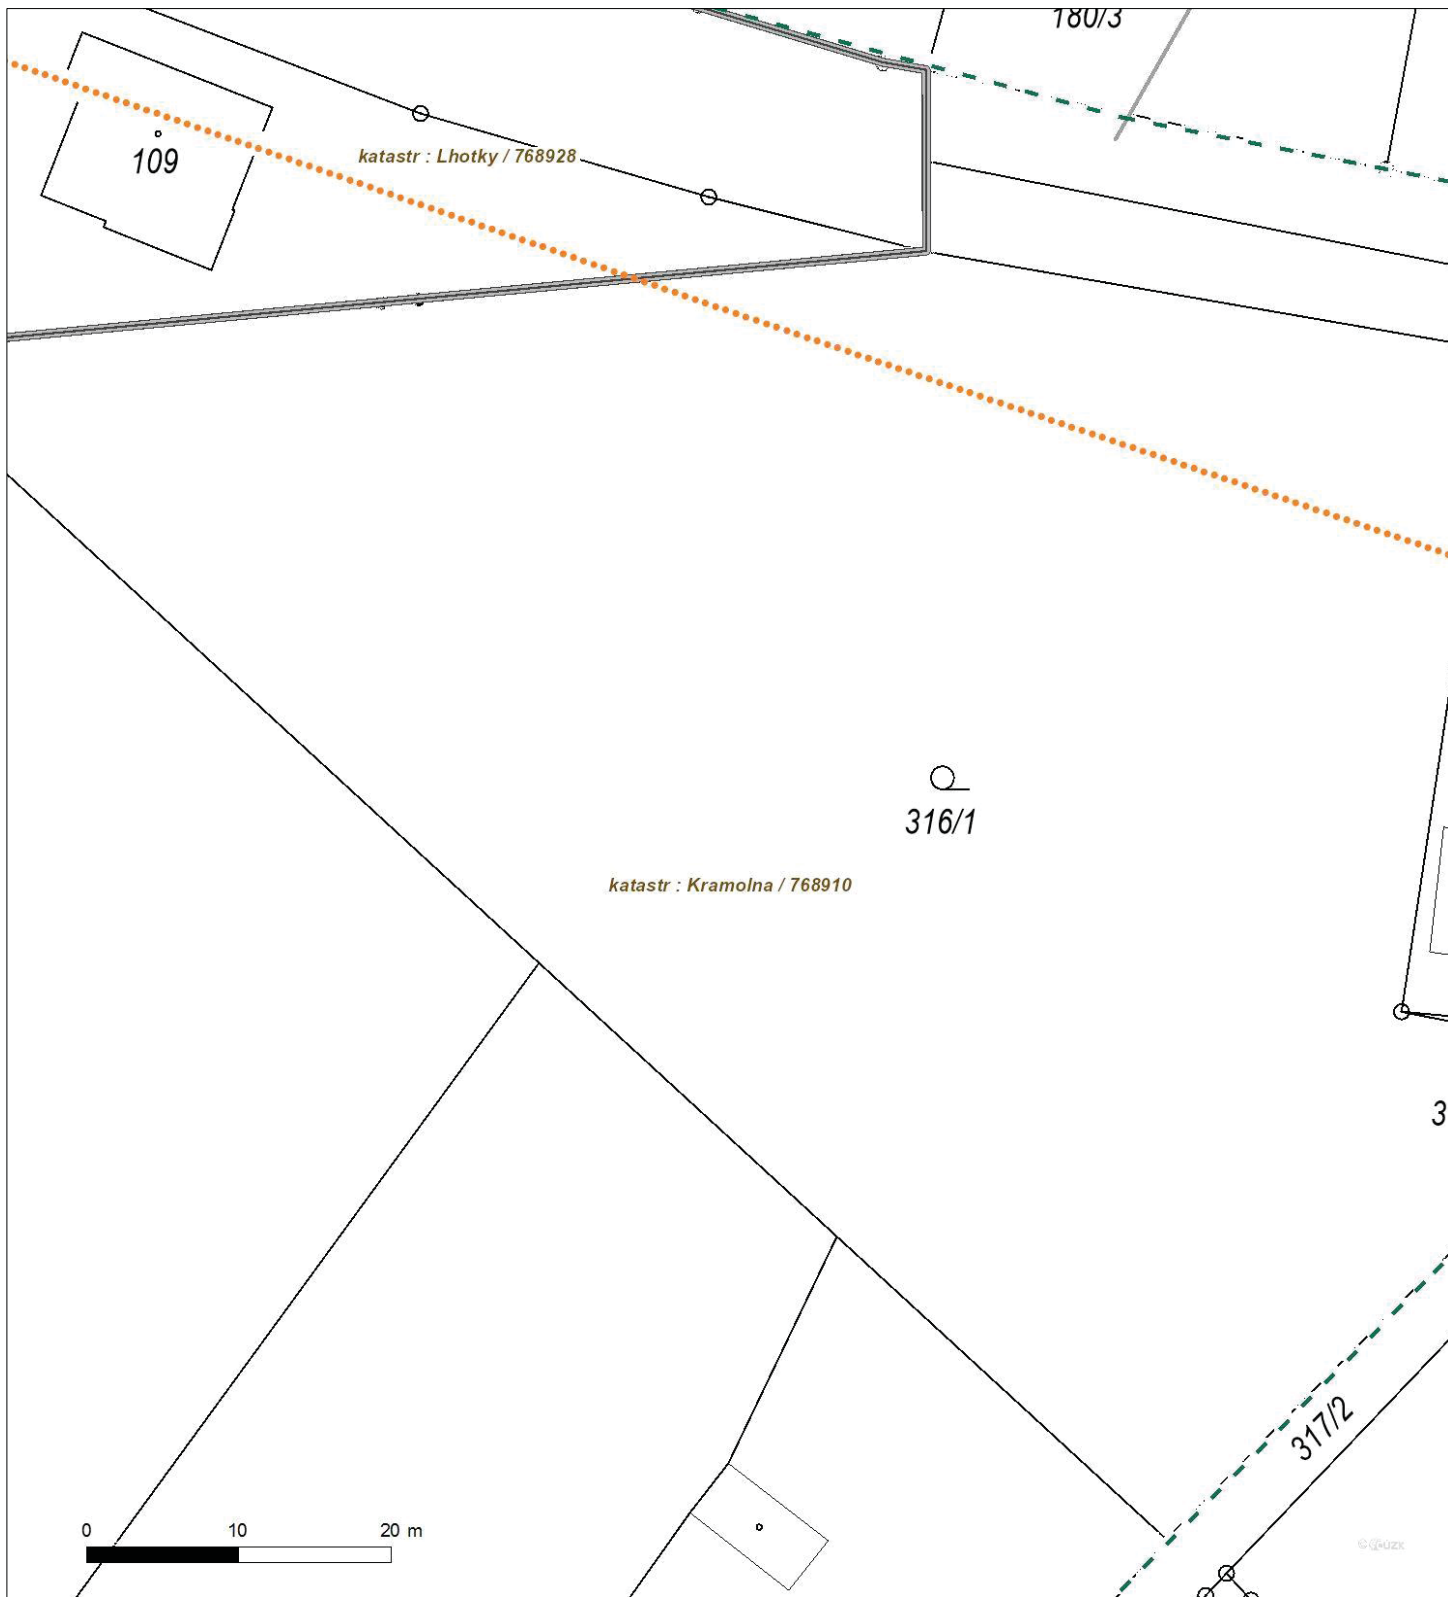 180/3
109
katastr : Lhotky / 768928
316/1
katastr : Kramolna / 768910
3
317/2
0 10 20 m